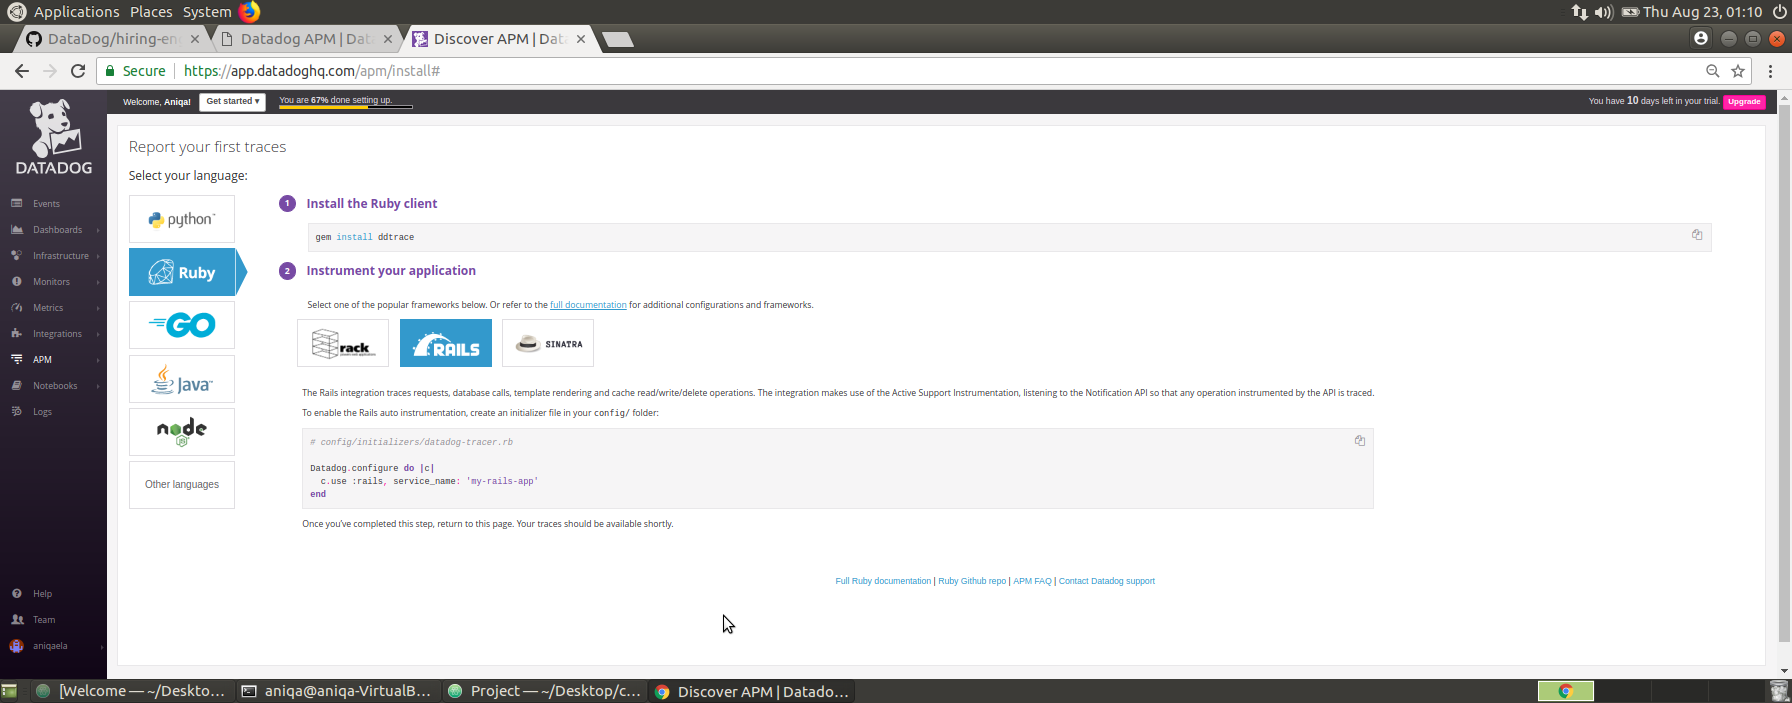 Applications Places System
Thu Aug 23, 01:10
DataDog/hiring-en
Datadog APM | Dat
Discover APM | Dat
Secure https://app.datadoghq.com/apm/install#
Welcome, Aniqa! Get started ▾ You are 67% done setting up. You have 10 days left in your trial. Upgrade
DATADOG
Events
Dashboards
Infrastructure
Monitors
Metrics
Integrations
APM
Notebooks
Logs
Help
Team
aniqaela
Report your first traces
Select your language:
python
Ruby
GO
Java
node
JS
Other languages
1 Install the Ruby client
gem install ddtrace
2 Instrument your application
Select one of the popular frameworks below. Or refer to the full documentation for additional configurations and frameworks.
rack
RAILS
SINATRA
The Rails integration traces requests, database calls, template rendering and cache read/write/delete operations. The integration makes use of the Active Support Instrumentation, listening to the Notification API so that any operation instrumented by the API is traced.
To enable the Rails auto instrumentation, create an initializer file in your config/ folder:
# config/initializers/datadog-tracer.rb
Datadog.configure do |c|
c.use :rails, service_name: 'my-rails-app'
end
Once you've completed this step, return to this page. Your traces should be available shortly.
Full Ruby documentation | Ruby Github repo | APM FAQ | Contact Datadog support
[Welcome — ~/Deskto...
aniqa@aniqa-VirtualB...
Project — ~/Desktop/c...
Discover APM | Datado...